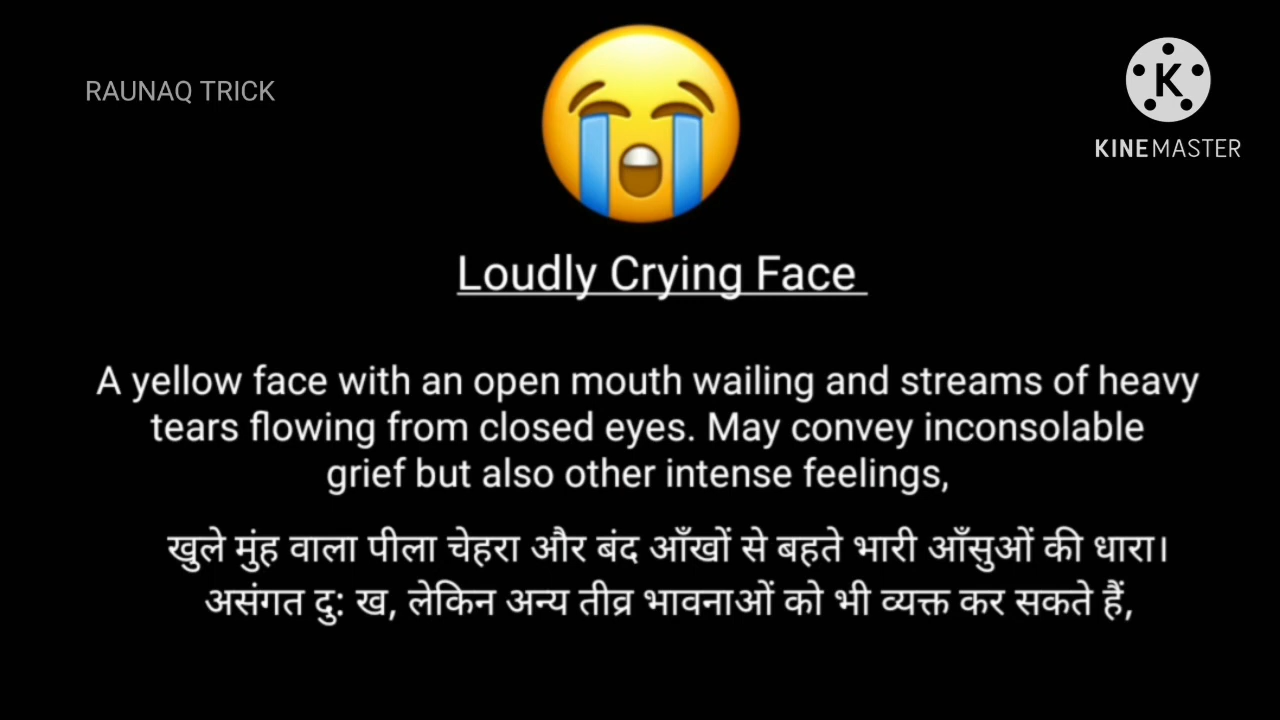 RAUNAQ TRICK
K
KINEMASTER
Loudly Crying Face
A yellow face with an open mouth wailing and streams of heavy
tears flowing from closed eyes. May convey inconsolable
grief but also other intense feelings,
खुले मुंह वाला पीला चेहरा और बंद आँखों से बहते भारी आँसुओं की धारा।
असंगत दु: ख, लेकिन अन्य तीव्र भावनाओं को भी व्यक्त कर सकते हैं,